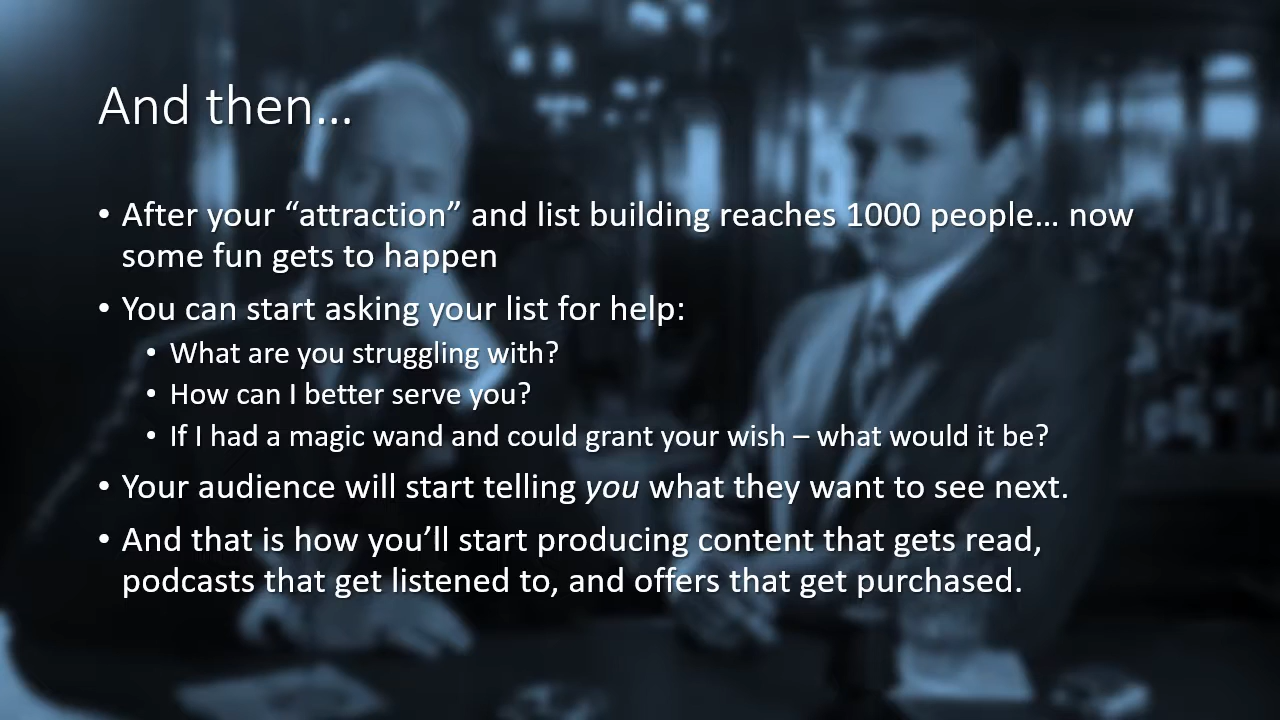 And then…
• After your “attraction” and list building reaches 1000 people… now
some fun gets to happen
• You can start asking your list for help:
• What are you struggling with?
• How can I better serve you?
• If I had a magic wand and could grant your wish – what would it be?
• Your audience will start telling you what they want to see next.
• And that is how you’ll start producing content that gets read,
podcasts that get listened to, and offers that get purchased.